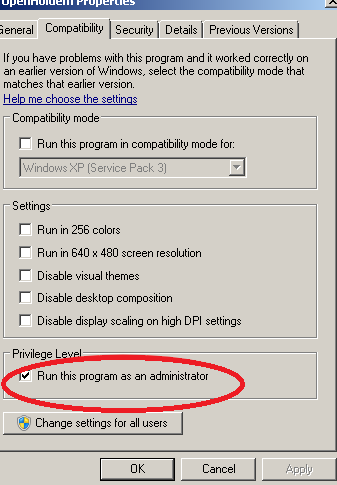 OpenHoldem Properties
General
Compatibility
Security
Details
Previous Versions
If you have problems with this program and it worked correctly on
an earlier version of Windows, select the compatibility mode that
matches that earlier version.
Help me choose the settings
Compatibility mode
Run this program in compatibility mode for:
Windows XP (Service Pack 3)
Settings
Run in 256 colors
Run in 640 x 480 screen resolution
Disable visual themes
Disable desktop composition
Disable display scaling on high DPI settings
Privilege Level
Run this program as an administrator
Change settings for all users
OK
Cancel
Apply